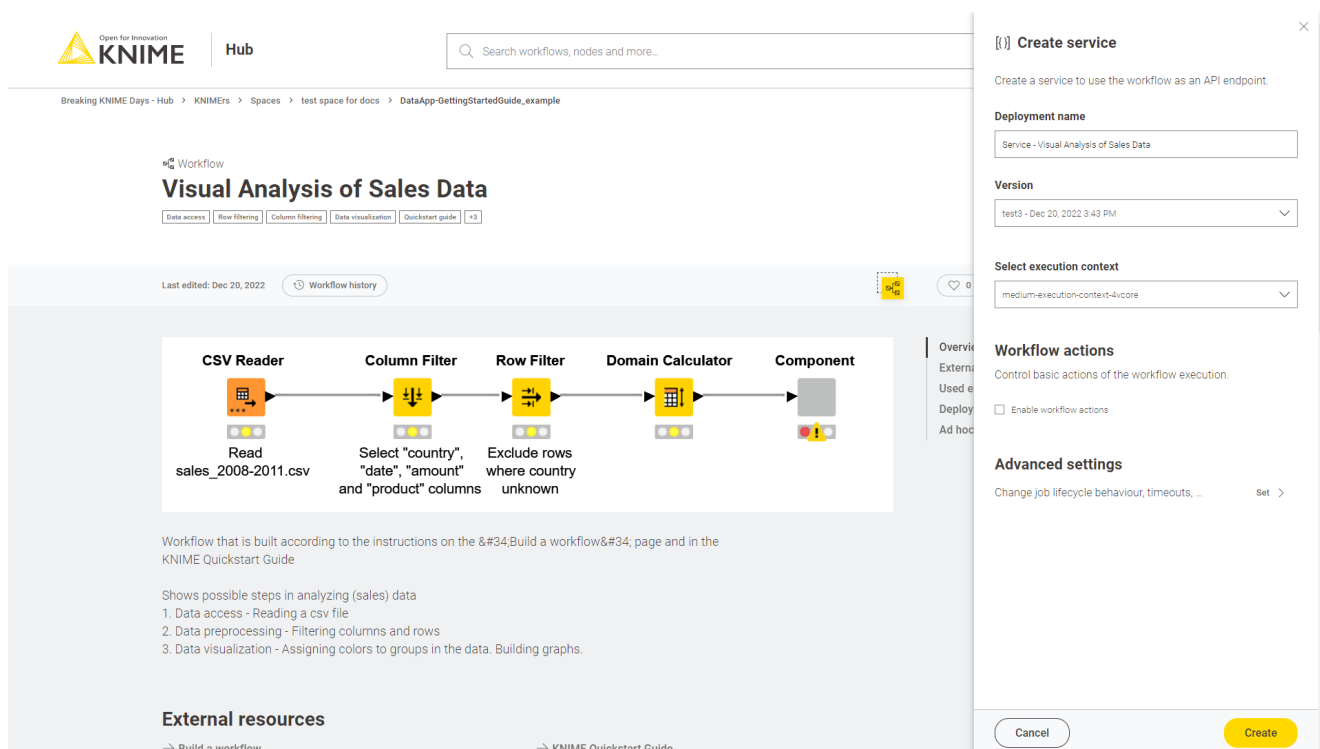 Open for Innovation
KNIME
Hub
Search workflows, nodes and more...
Breaking KNIME Days - Hub > KNIMErs > Spaces > test space for docs > DataApp-GettingStartedGuide_example
Workflow
Visual Analysis of Sales Data
Data access Row filtering Column filtering Data visualization Quickstart guide +3
Last edited: Dec 20, 2022
Workflow history
0
CSV Reader
Column Filter
Row Filter
Domain Calculator
Component
Read
sales_2008-2011.csv
Select "country",
"date", "amount"
and "product" columns
Exclude rows
where country
unknown
Overvie
Externa
Used e
Deploy
Ad hoc
Workflow that is built according to the instructions on the &#34;Build a workflow&#34; page and in the
KNIME Quickstart Guide
Shows possible steps in analyzing (sales) data
1. Data access - Reading a csv file
2. Data preprocessing - Filtering columns and rows
3. Data visualization - Assigning colors to groups in the data. Building graphs.
External resources
Build a workflow
KNIME Quickstart Guide
Create service
Create a service to use the workflow as an API endpoint.
Deployment name
Service - Visual Analysis of Sales Data
Version
test3 - Dec 20, 2022 3:43 PM
Select execution context
medium-execution-context-4vcore
Workflow actions
Control basic actions of the workflow execution.
Enable workflow actions
Advanced settings
Change job lifecycle behaviour, timeouts, ...
Set
Cancel
Create